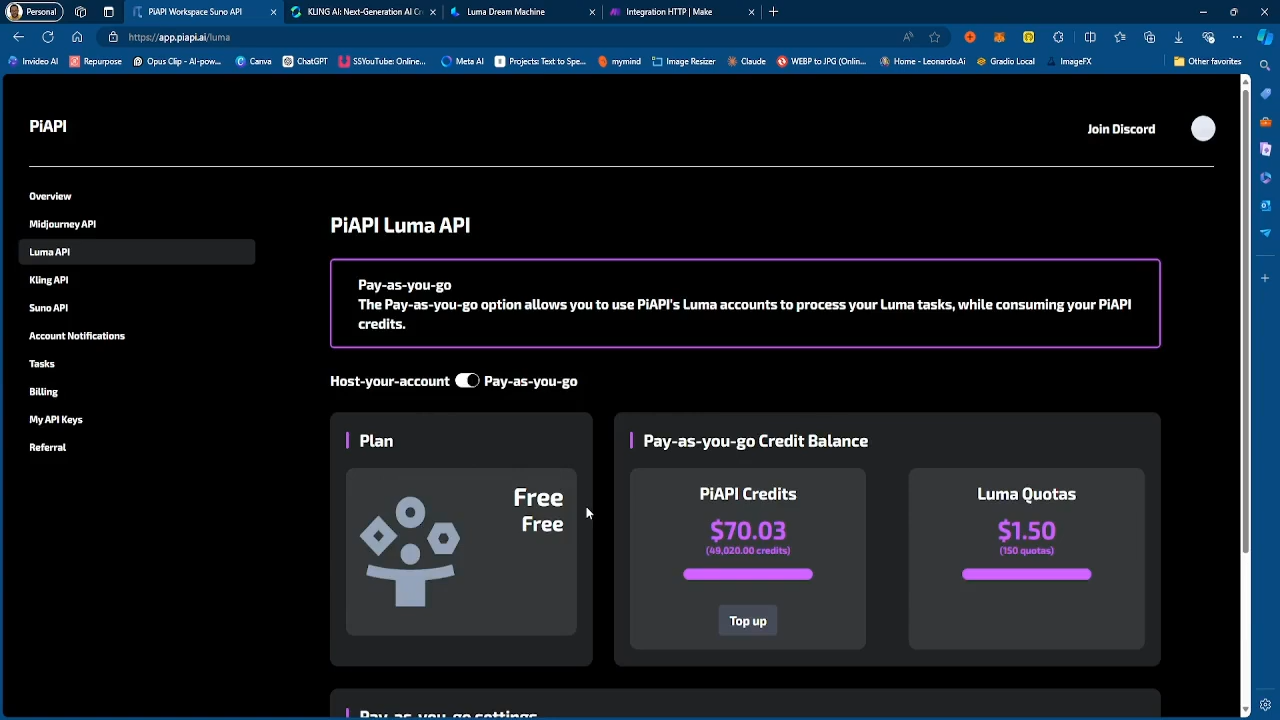 Personal
PiAPI Workspace Suno API
KLING AI: Next-Generation AI Cr
Luma Dream Machine
Integration HTTP | Make
https://app.piapi.ai/luma
Invideo AI
Repurpose
Opus Clip - AI-pow...
Canva
ChatGPT
SSYouTube: Online...
Meta AI
Projects: Text to Spe...
mymind
Image Resizer
Claude
WEBP to JPG (Onlin...
Home - Leonardo.Ai
Gradio Local
ImageFX
Other favorites
PiAPI
Join Discord
Overview
Midjourney API
Luma API
Kling API
Suno API
Account Notifications
Tasks
Billing
My API Keys
Referral
PiAPI Luma API
Pay-as-you-go
The Pay-as-you-go option allows you to use PiAPI's Luma accounts to process your Luma tasks, while consuming your PiAPI
credits.
Host-your-account
Pay-as-you-go
Plan
Free
Free
Pay-as-you-go Credit Balance
PiAPI Credits
$70.03
(49,020.00 credits)
Top up
Luma Quotas
$1.50
(150 quotas)
Pay-as-you-go settings